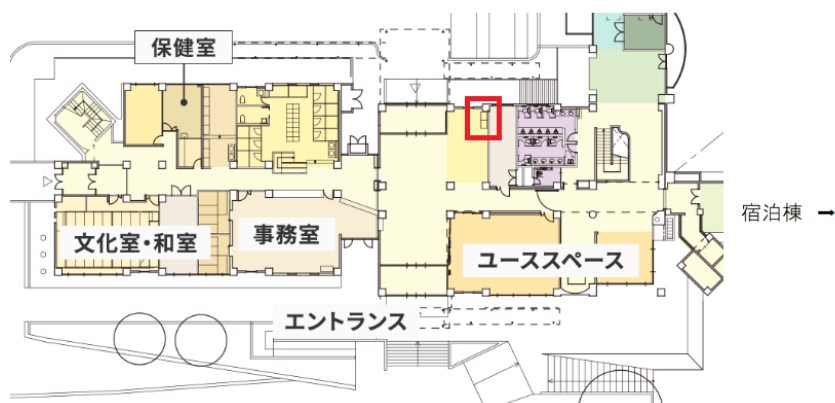 保健室
文化室・和室
事務室
ユーススペース
宿泊棟 →
エントランス